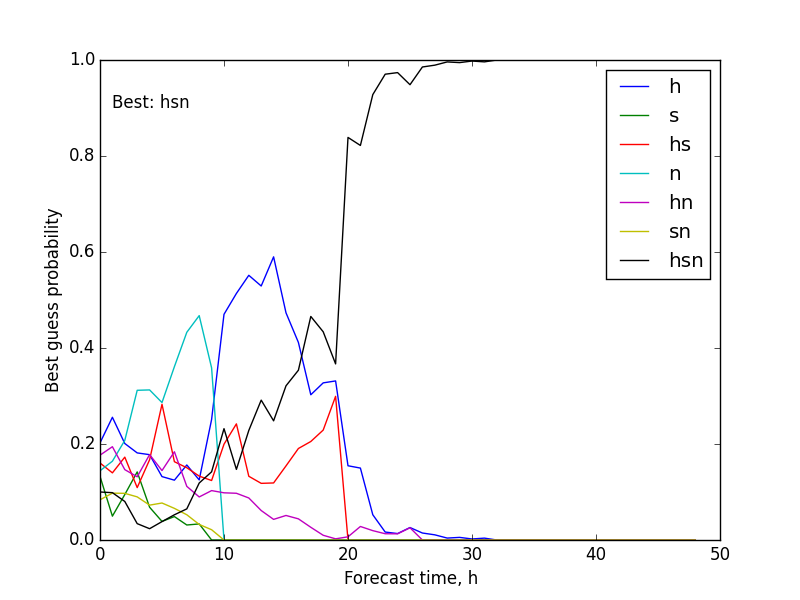 1.0
0.8
0.6
0.4
0.2
0.0
Best guess probability
Best: hsn
h
s
hs
n
hn
sn
hsn
0 10 20 30 40 50
Forecast time, h